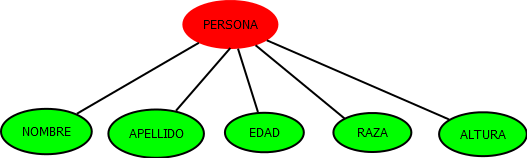 PERSONA
NOMBRE
APELLIDO
EDAD
RAZA
ALTURA